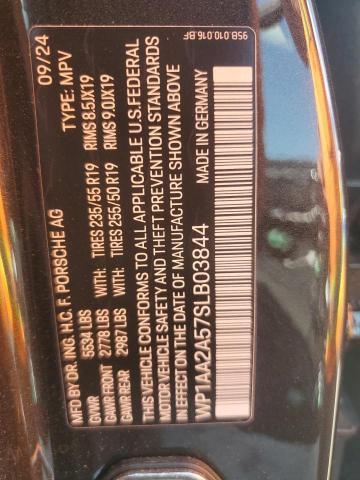 95B.010.016.BF
MFD BY DR. ING. H.C. F. PORSCHE AG 09/24
GVWR 5534 LBS TYPE: MPV
GAWR FRONT 2778 LBS WITH: TIRES 235/55 R19 RIMS 8.5JX19
GAWR REAR 2987 LBS WITH: TIRES 255/50 R19 RIMS 9.0JX19
THIS VEHICLE CONFORMS TO ALL APPLICABLE U.S. FEDERAL
MOTOR VEHICLE SAFETY AND THEFT PREVENTION STANDARDS
IN EFFECT ON THE DATE OF MANUFACTURE SHOWN ABOVE
WP1AA2A57SLB03844